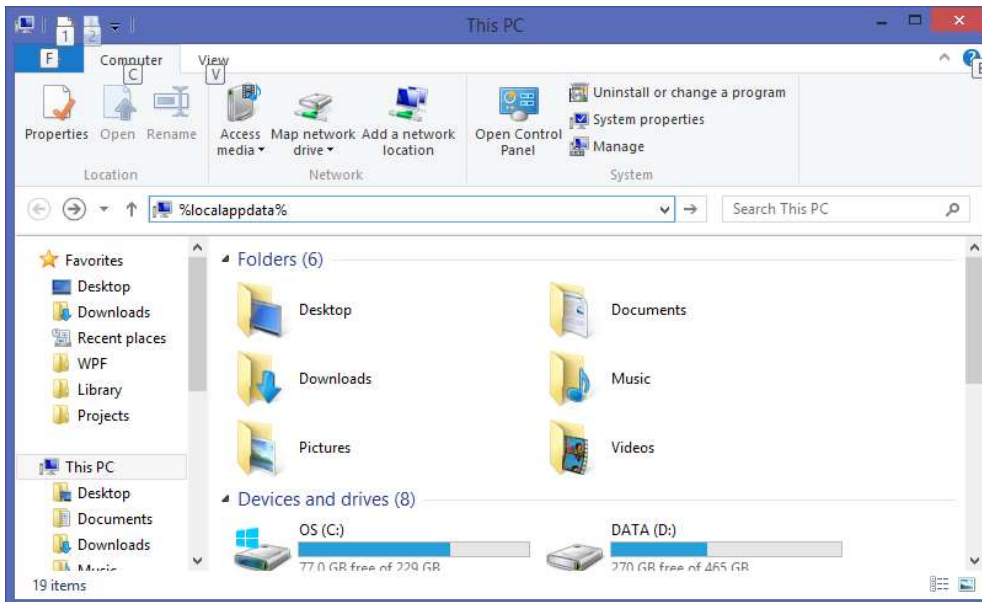 This PC
1
2
F
Computer
View
C
V
Properties
Open
Rename
Access media
Map network drive
Add a network location
Open Control Panel
Uninstall or change a program
System properties
Manage
Location
Network
System
%localappdata%
Search This PC
Favorites
Desktop
Downloads
Recent places
WPF
Library
Projects
This PC
Desktop
Documents
Downloads
Music
Folders (6)
Desktop
Documents
Downloads
Music
Pictures
Videos
Devices and drives (8)
OS (C:)
77.0 GB free of 229 GB
DATA (D:)
270 GB free of 465 GB
19 items